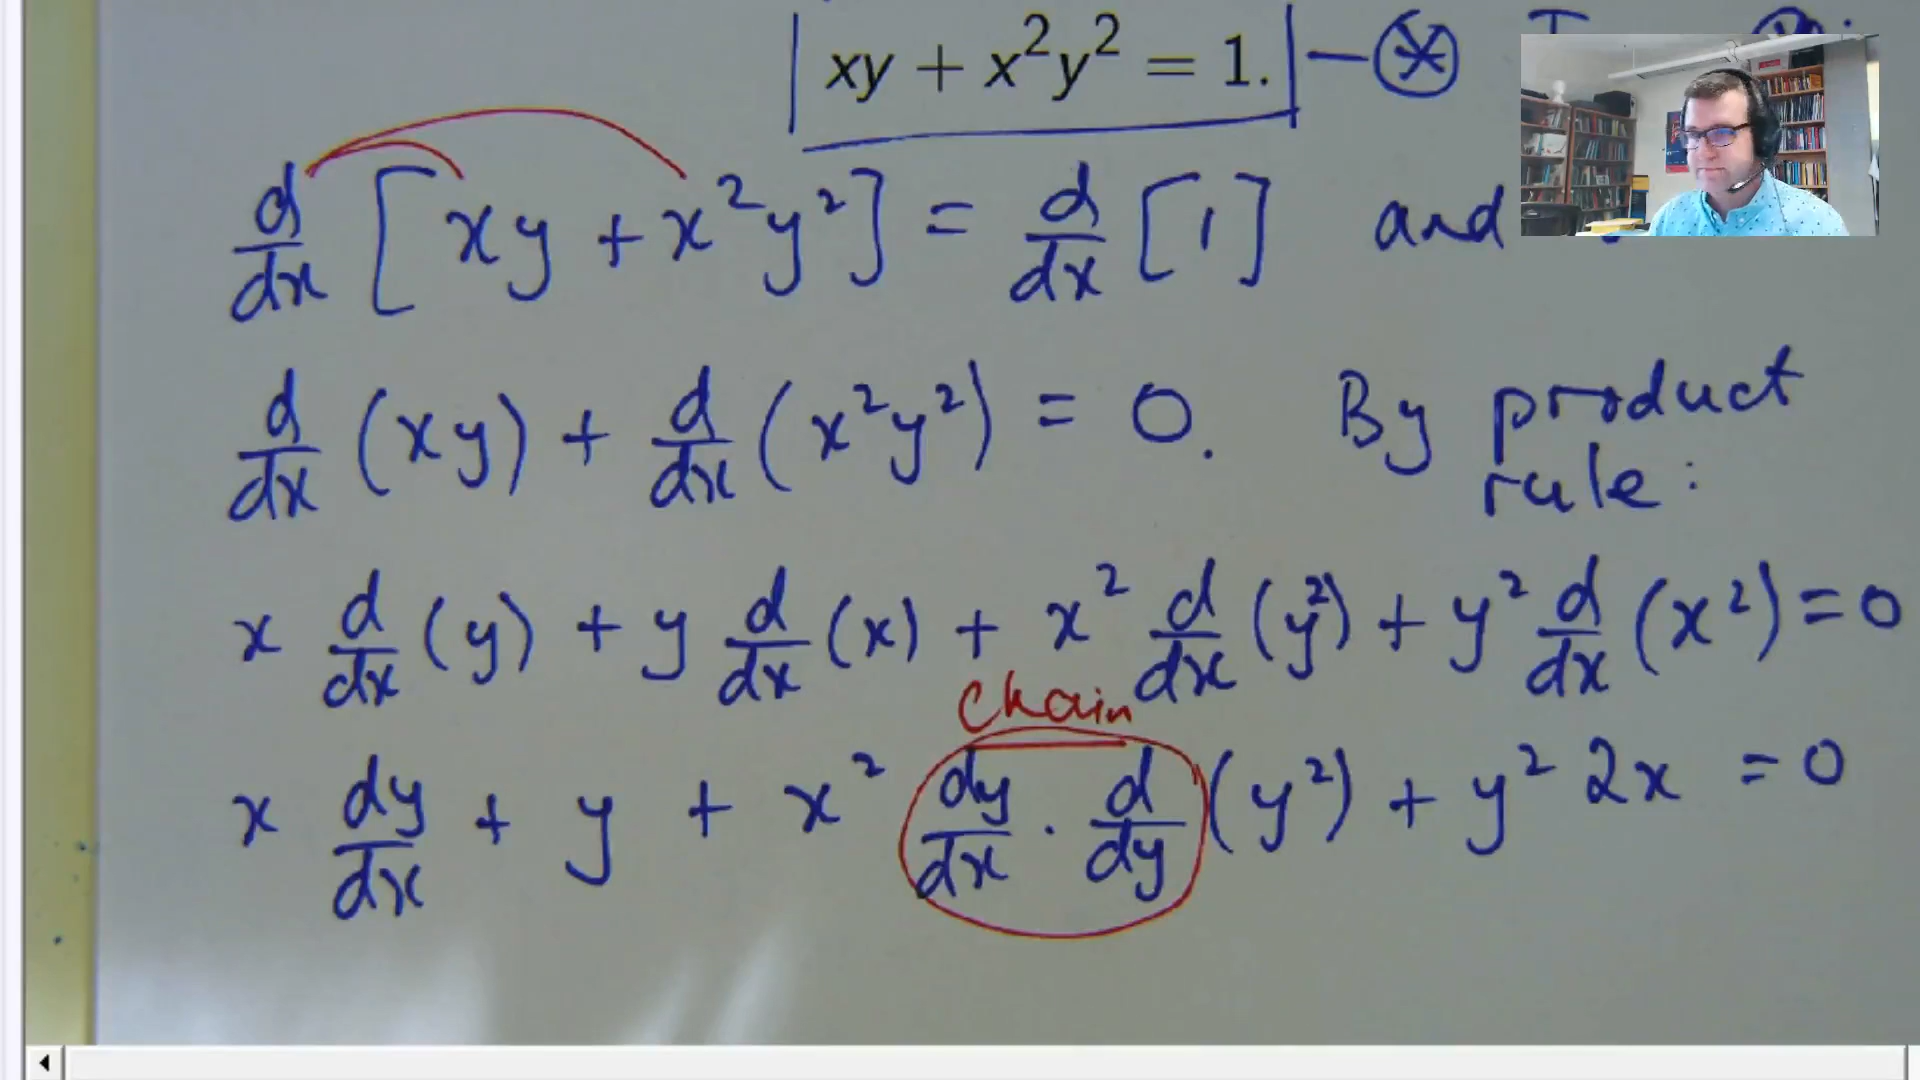 xy + x²y² = 1. — ⊛ I
d/dx [xy + x²y²] = d/dx [1] and
d/dx (xy) + d/dx (x²y²) = 0. By product
rule:
x d/dx (y) + y d/dx (x) + x² d/dx (y²) + y² d/dx (x²) = 0
Chain
x dy/dx + y + x² dy/dx · d/dy (y²) + y² 2x = 0